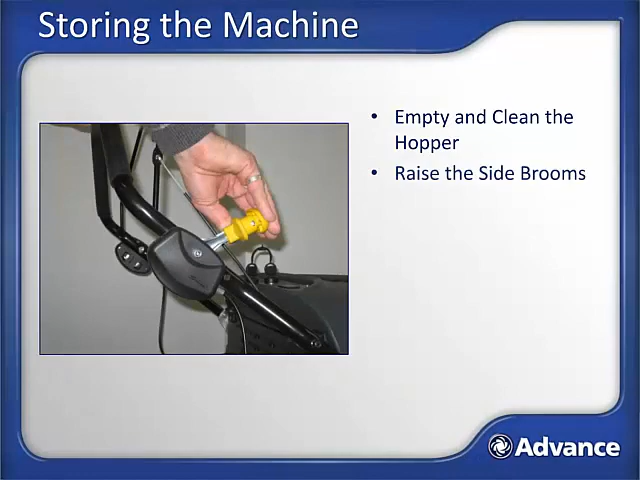 Storing the Machine
• Empty and Clean the
Hopper
• Raise the Side Brooms
Advance